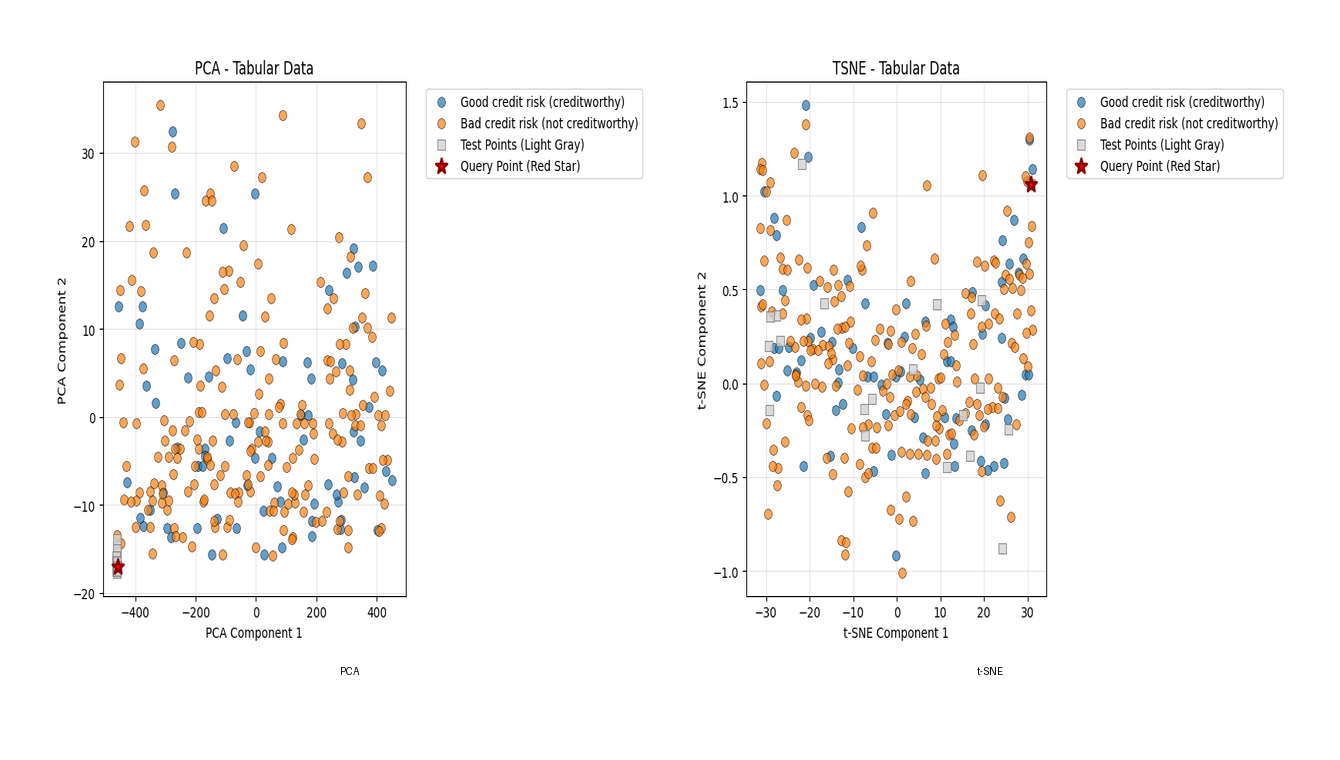 PCA - Tabular Data
30
20
10
0
−10
−20
PCA Component 2
−400
−200
0
200
400
PCA Component 1
Good credit risk (creditworthy)
Bad credit risk (not creditworthy)
Test Points (Light Gray)
Query Point (Red Star)
PCA
TSNE - Tabular Data
1.5
1.0
0.5
0.0
−0.5
−1.0
t-SNE Component 2
−30
−20
−10
0
10
20
30
t-SNE Component 1
Good credit risk (creditworthy)
Bad credit risk (not creditworthy)
Test Points (Light Gray)
Query Point (Red Star)
t-SNE